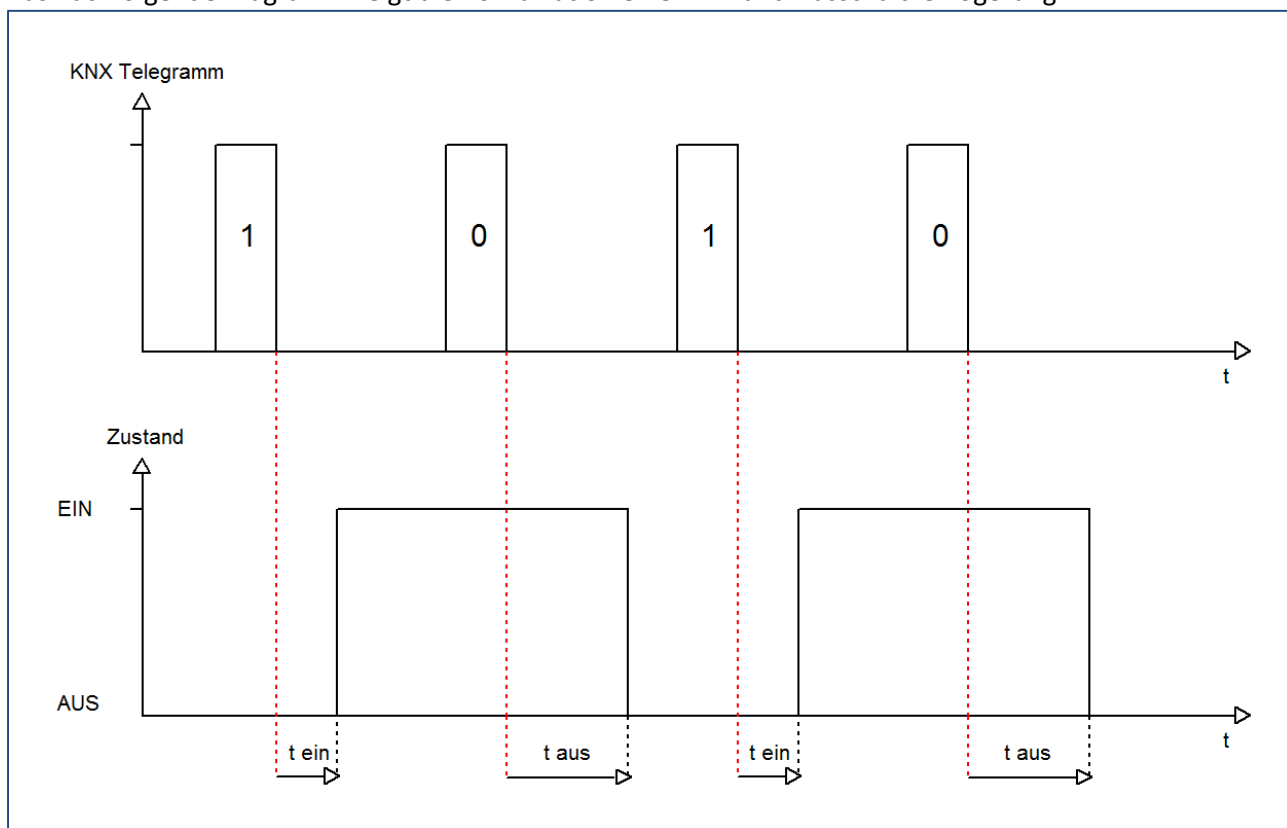 KNX Telegramm
1 0 1 0
t
Zustand
EIN
AUS
t
t ein t aus t ein t aus